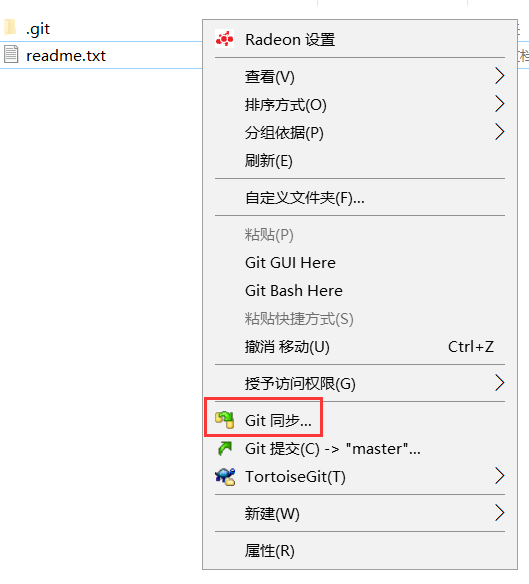 .git
readme.txt
Radeon 设置
查看(V)
排序方式(O)
分组依据(P)
刷新(E)
自定义文件夹(F)...
粘贴(P)
Git GUI Here
Git Bash Here
粘贴快捷方式(S)
撤消 移动(U) Ctrl+Z
授予访问权限(G)
Git 同步...
Git 提交(C) -> "master"...
TortoiseGit(T)
新建(W)
属性(R)